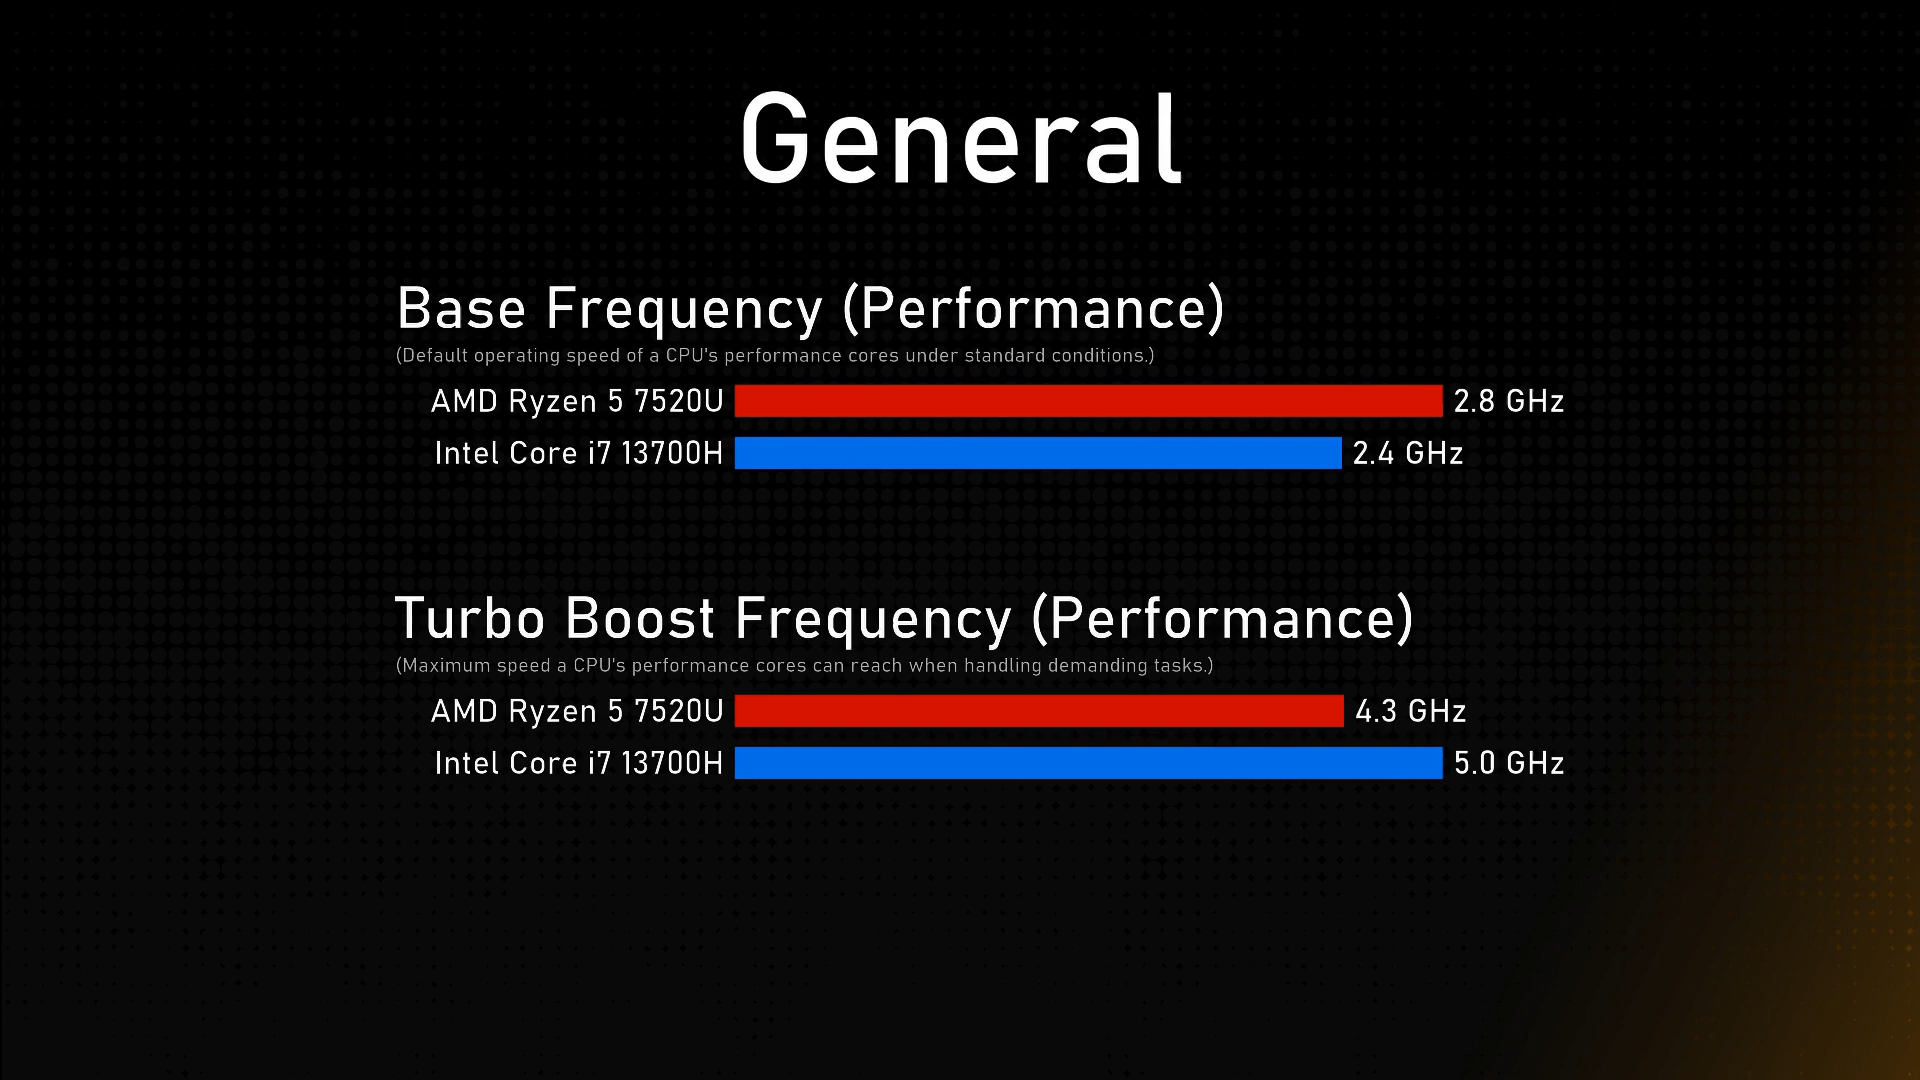 General
Base Frequency (Performance)
(Default operating speed of a CPU's performance cores under standard conditions.)
AMD Ryzen 5 7520U 2.8 GHz
Intel Core i7 13700H 2.4 GHz
Turbo Boost Frequency (Performance)
(Maximum speed a CPU's performance cores can reach when handling demanding tasks.)
AMD Ryzen 5 7520U 4.3 GHz
Intel Core i7 13700H 5.0 GHz